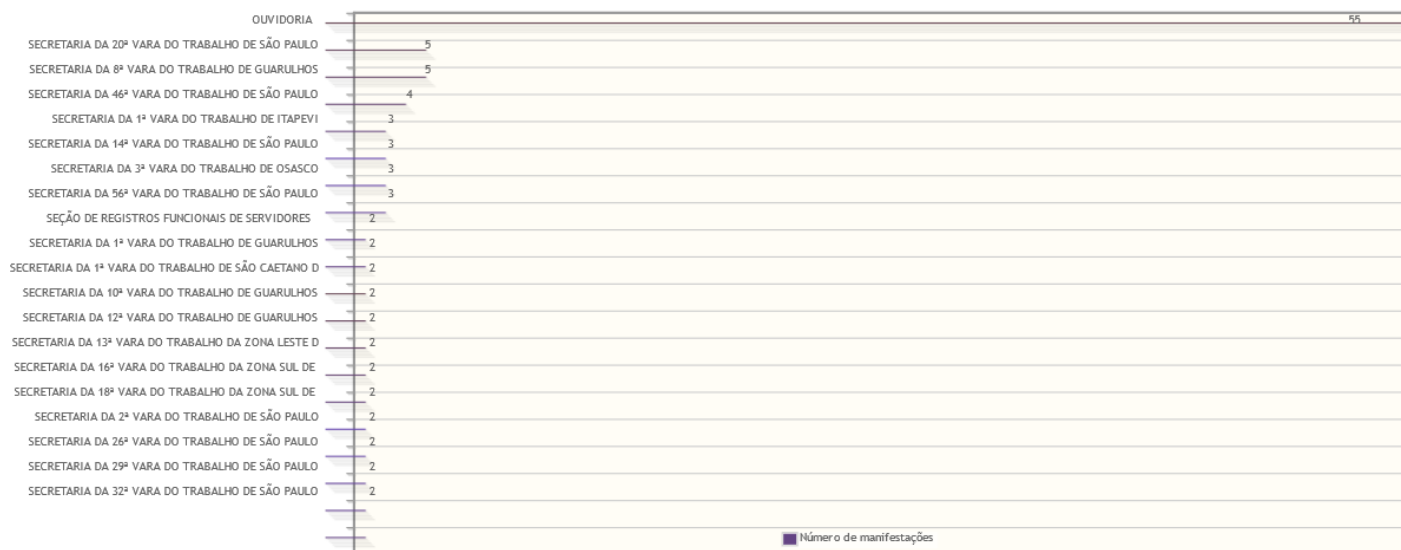 OUVIDORIA 55
SECRETARIA DA 20ª VARA DO TRABALHO DE SÃO PAULO 5
SECRETARIA DA 8ª VARA DO TRABALHO DE GUARULHOS 5
SECRETARIA DA 46ª VARA DO TRABALHO DE SÃO PAULO 4
SECRETARIA DA 1ª VARA DO TRABALHO DE ITAPEVI 3
SECRETARIA DA 14ª VARA DO TRABALHO DE SÃO PAULO 3
SECRETARIA DA 3ª VARA DO TRABALHO DE OSASCO 3
SECRETARIA DA 56ª VARA DO TRABALHO DE SÃO PAULO 3
SEÇÃO DE REGISTROS FUNCIONAIS DE SERVIDORES 2
SECRETARIA DA 1ª VARA DO TRABALHO DE GUARULHOS 2
SECRETARIA DA 1ª VARA DO TRABALHO DE SÃO CAETANO D 2
SECRETARIA DA 10ª VARA DO TRABALHO DE GUARULHOS 2
SECRETARIA DA 12ª VARA DO TRABALHO DE GUARULHOS 2
SECRETARIA DA 13ª VARA DO TRABALHO DA ZONA LESTE D 2
SECRETARIA DA 16ª VARA DO TRABALHO DA ZONA SUL DE 2
SECRETARIA DA 18ª VARA DO TRABALHO DA ZONA SUL DE 2
SECRETARIA DA 2ª VARA DO TRABALHO DE SÃO PAULO 2
SECRETARIA DA 26ª VARA DO TRABALHO DE SÃO PAULO 2
SECRETARIA DA 29ª VARA DO TRABALHO DE SÃO PAULO 2
SECRETARIA DA 32ª VARA DO TRABALHO DE SÃO PAULO 2
Número de manifestações